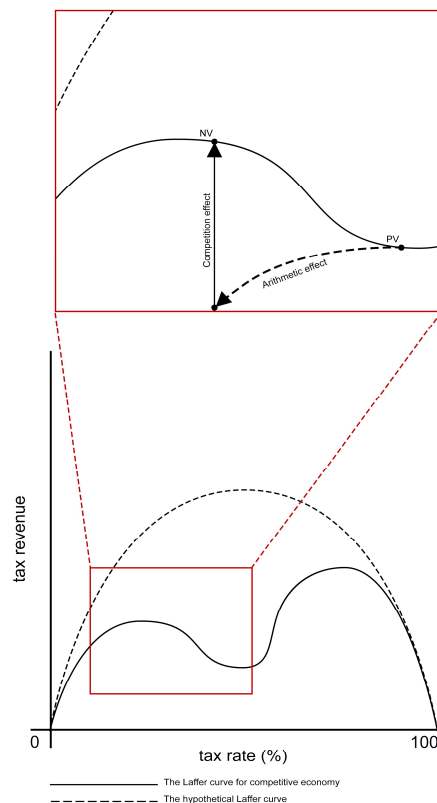 NV
Competition effect
PV
Arithmetic effect
tax revenue
0
100
tax rate (%)
The Laffer curve for competitive economy
The hypothetical Laffer curve